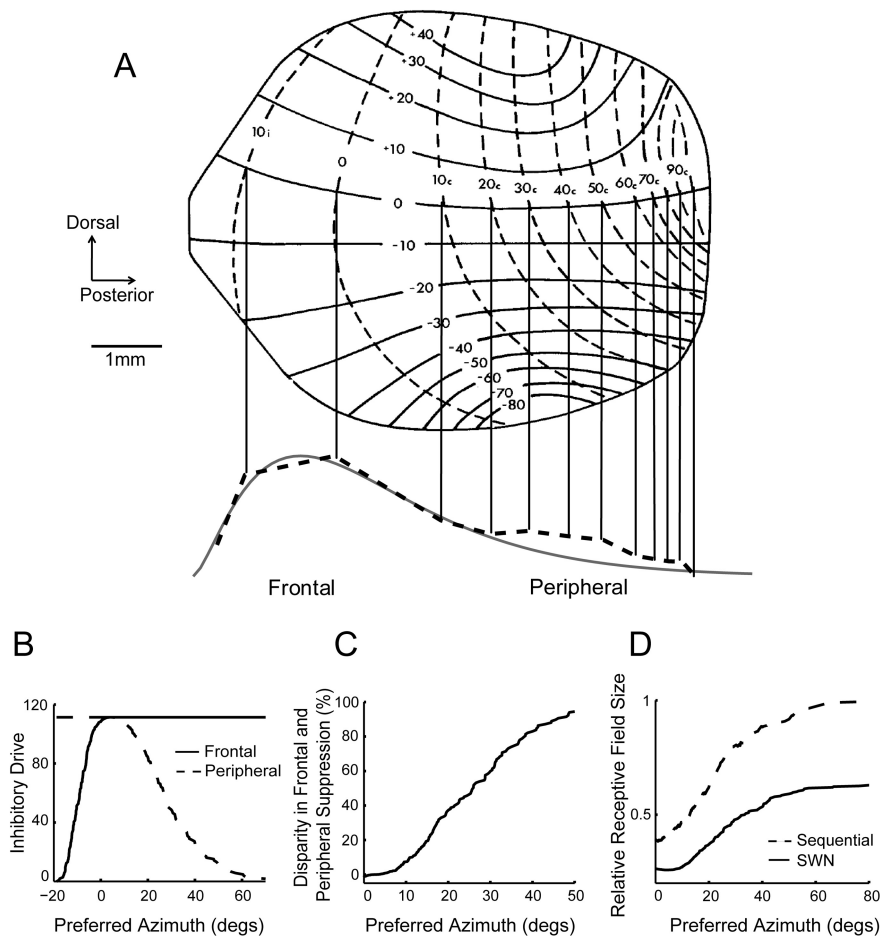 A
+40
+30
+20
+10
10i
0
10c
20c
30c
40c
50c
60c
70c
90c
0
-10
-20
-30
-40
-50
-60
-70
-80
Dorsal
Posterior
1mm
Frontal
Peripheral
B
120
80
40
0
-20
0
20
40
60
Inhibitory Drive
Frontal
Peripheral
Preferred Azimuth (degs)
C
100
80
60
40
20
0
0
10
20
30
40
50
Disparity in Frontal and
Peripheral Suppression (%)
Preferred Azimuth (degs)
D
1
0.5
0
20
40
60
80
Relative Receptive Field Size
Sequential
SWN
Preferred Azimuth (degs)